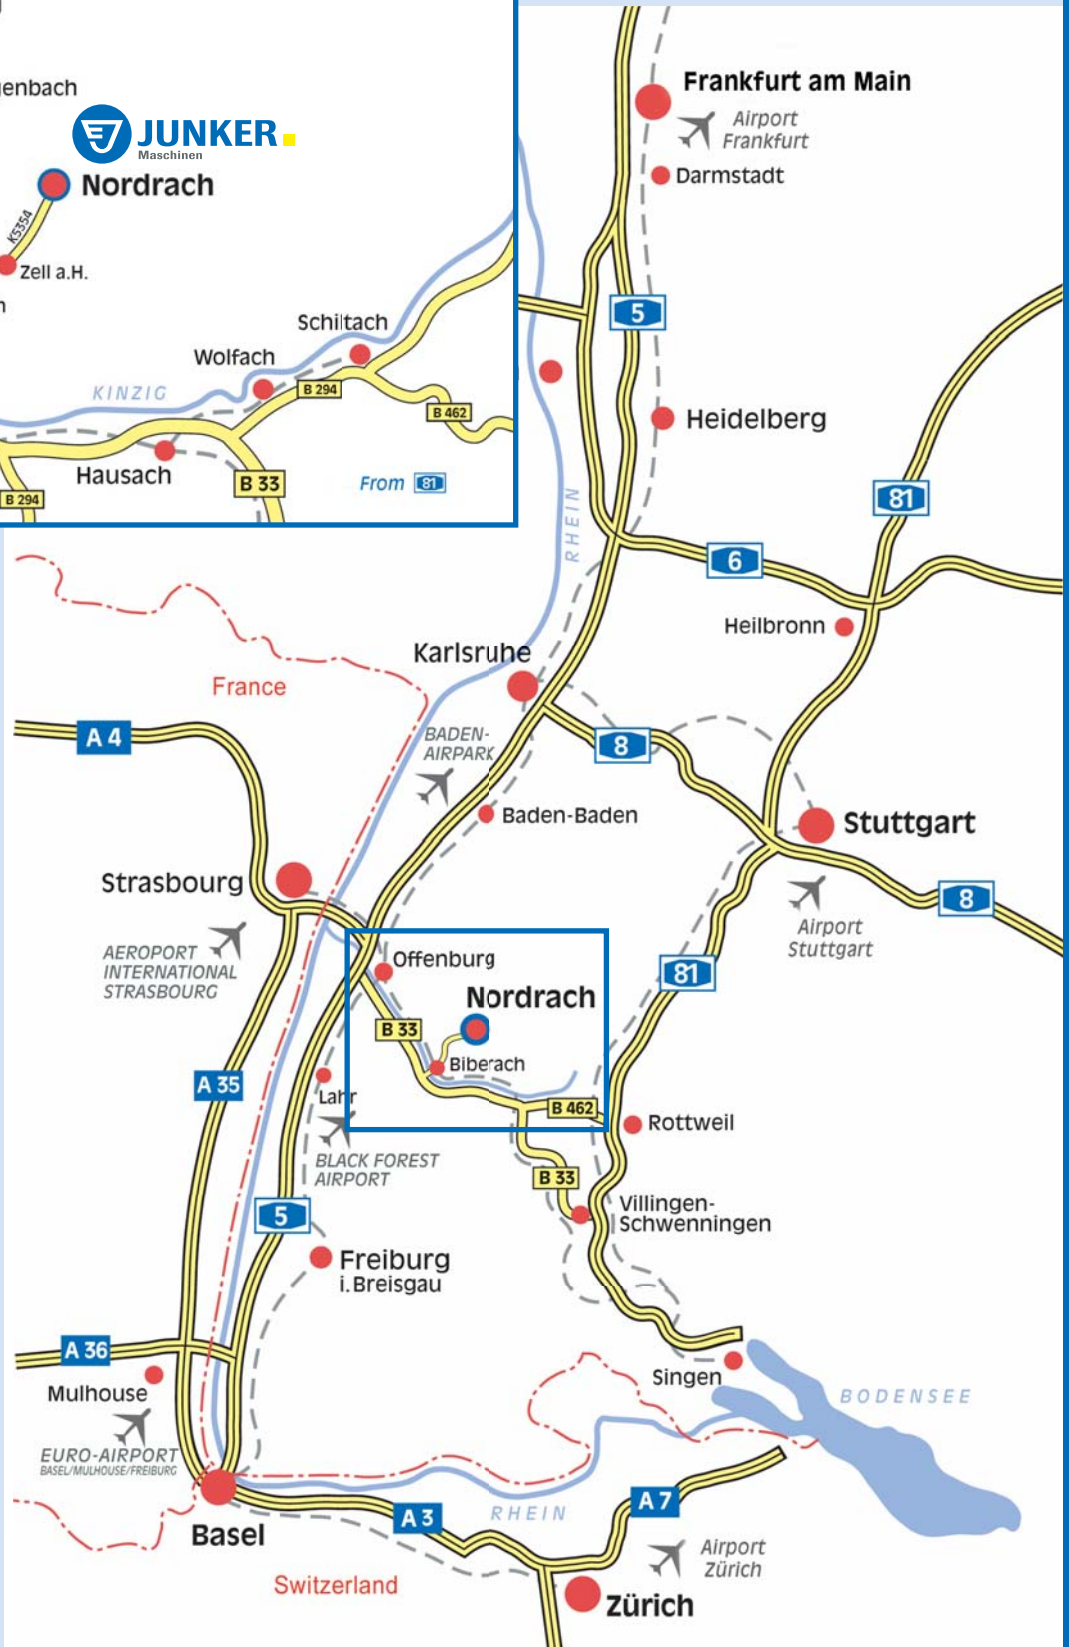 JUNKER
Maschinen
Nordrach
K5354
Zell a.H.
Schiltach
Wolfach
KINZIG
B 294
B 462
Hausach
B 33
B 294
From 81
Frankfurt am Main
Airport
Frankfurt
Darmstadt
5
Heidelberg
81
RHEIN
6
Heilbronn
Karlsruhe
France
A 4
BADEN-
AIRPARK
8
Baden-Baden
Stuttgart
Strasbourg
8
Airport
Stuttgart
AEROPORT
INTERNATIONAL
STRASBOURG
Offenburg
81
Nordrach
B 33
Biberach
A 35
Lahr
B 462
Rottweil
BLACK FOREST
AIRPORT
B 33
Villingen-
Schwenningen
5
Freiburg
i.Breisgau
A 36
Mulhouse
Singen
BODENSEE
EURO-AIRPORT
BASEL/MULHOUSE/FREIBURG
A 7
RHEIN
A 3
Basel
Airport
Zürich
Switzerland
Zürich